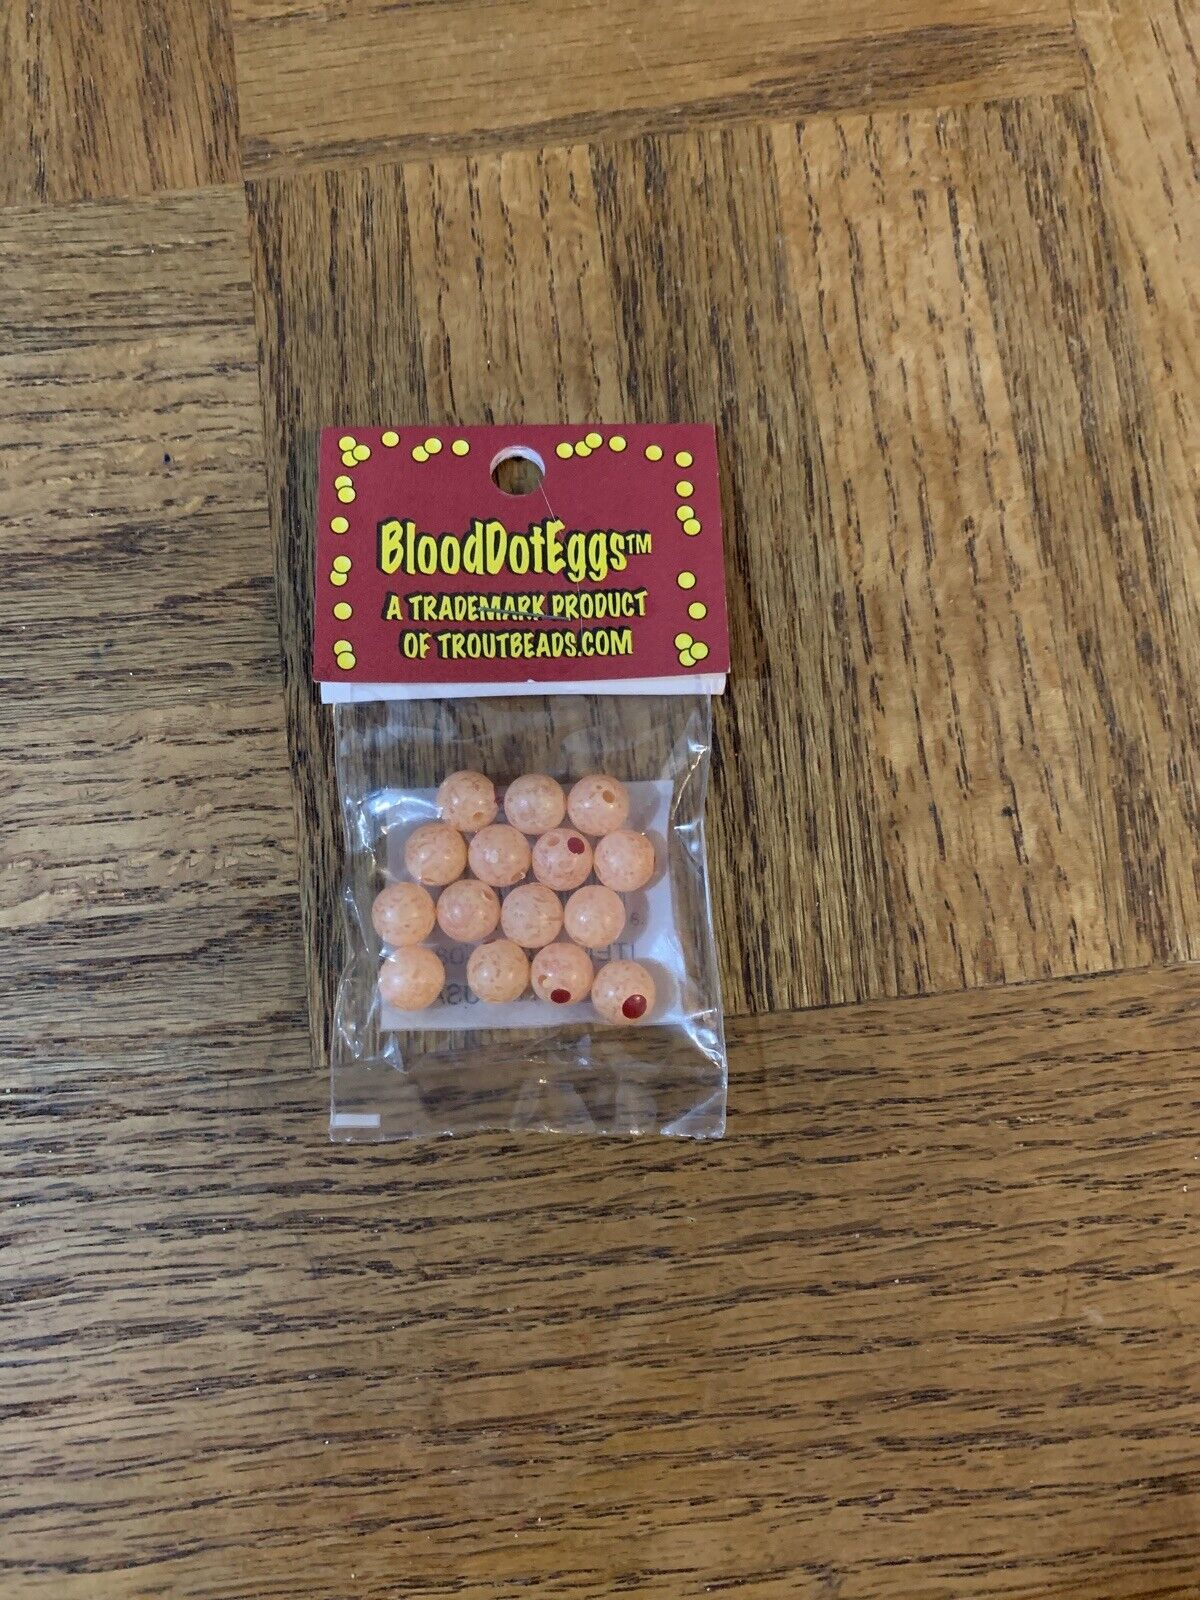 BloodDotEggs™
A TRADEMARK PRODUCT
OF TROUTBEADS.COM